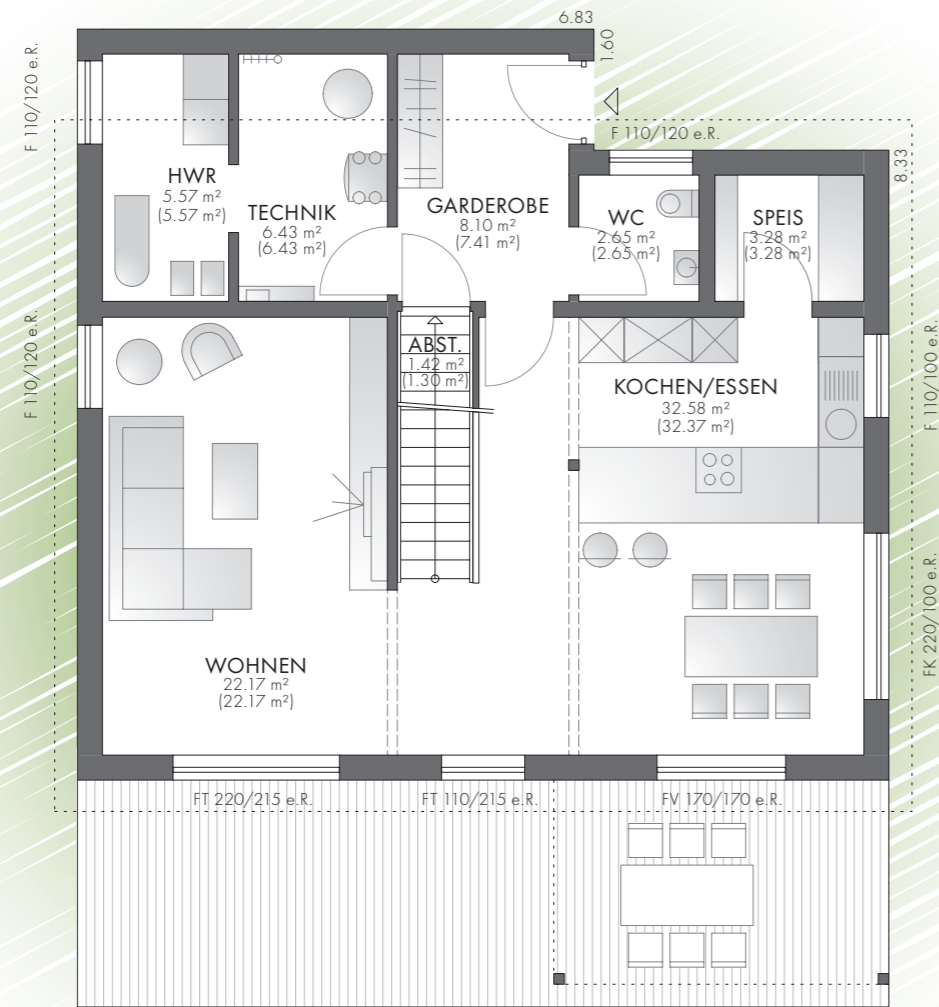 6.83
1.60
F 110/120 e.R.
F 110/120 e.R.
8.33
HWR
5.57 m²
(5.57 m²)
TECHNIK
6.43 m²
(6.43 m²)
GARDEROBE
8.10 m²
(7.41 m²)
WC
2.65 m²
(2.65 m²)
SPEIS
3.28 m²
(3.28 m²)
F 110/120 e.R.
ABST.
1.42 m²
(1.30 m²)
KOCHEN/ESSEN
32.58 m²
(32.37 m²)
F 110/100 e.R.
FK 220/100 e.R.
WOHNEN
22.17 m²
(22.17 m²)
FT 220/215 e.R.
FT 110/215 e.R.
FV 170/170 e.R.